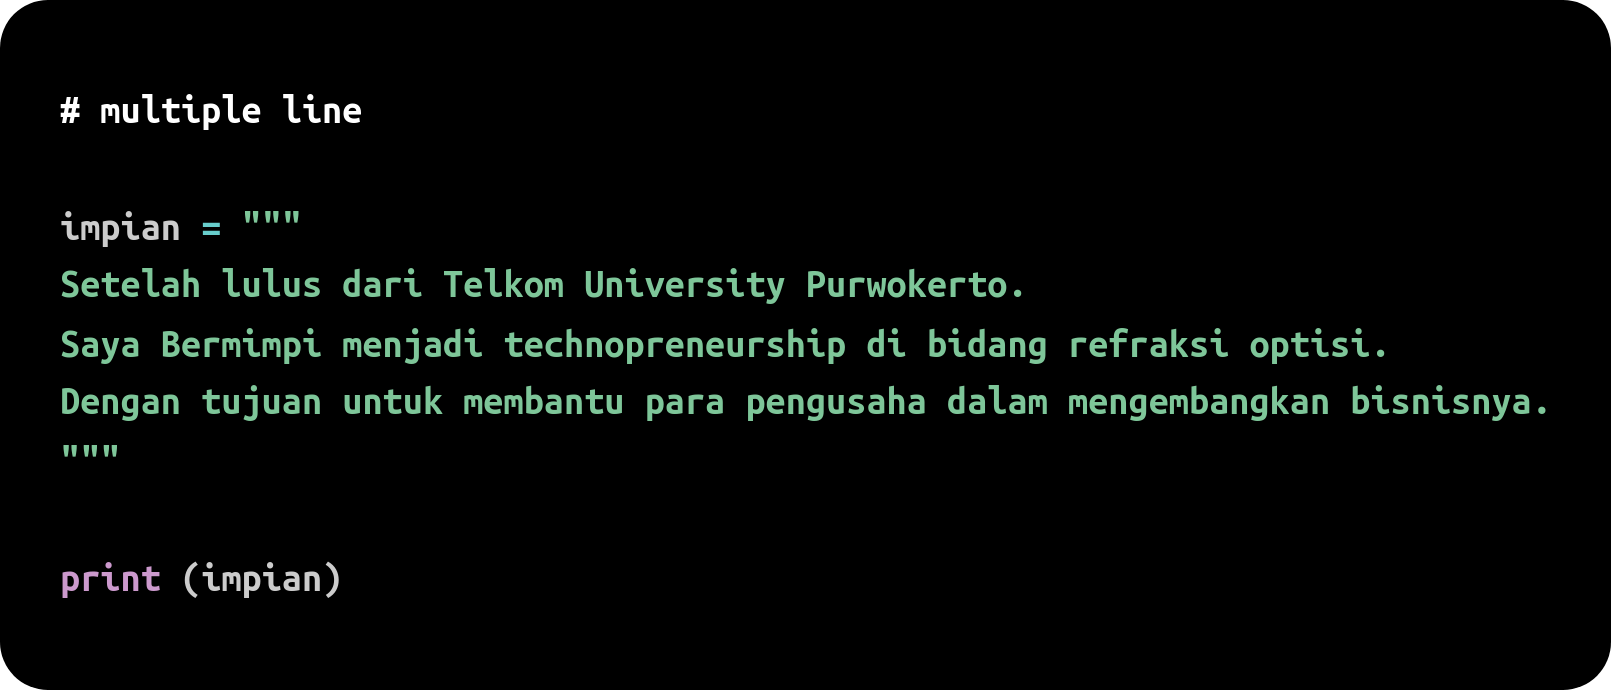 # multiple line
impian = """
Setelah lulus dari Telkom University Purwokerto.
Saya Bermimpi menjadi technopreneurship di bidang refraksi optisi.
Dengan tujuan untuk membantu para pengusaha dalam mengembangkan bisnisnya.
"""
print (impian)